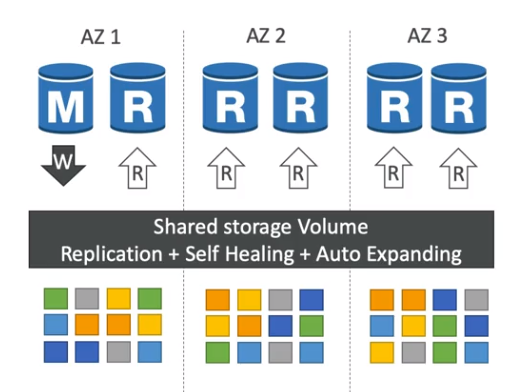 AZ 1
AZ 2
AZ 3
M
R
R
R
R
R
W
R
R
R
R
R
Shared storage Volume
Replication + Self Healing + Auto Expanding